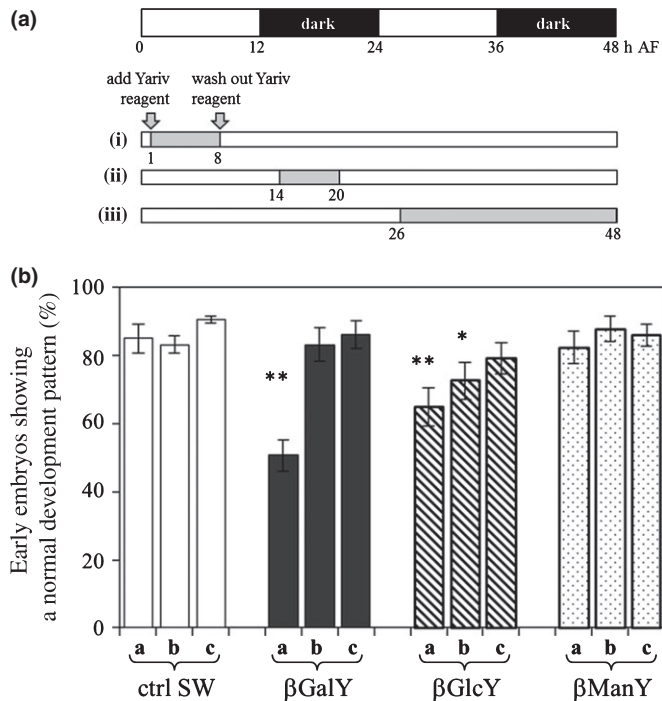 (a)
dark dark
0 12 24 36 48 h AF
add Yariv wash out Yariv
reagent reagent
(i)
1 8
(ii)
14 20
(iii)
26 48
(b)
Early embryos showing
a normal development pattern (%)
100
80
60
40
20
0
** ** *
a b c a b c a b c a b c
ctrl SW βGalY βGlcY βManY